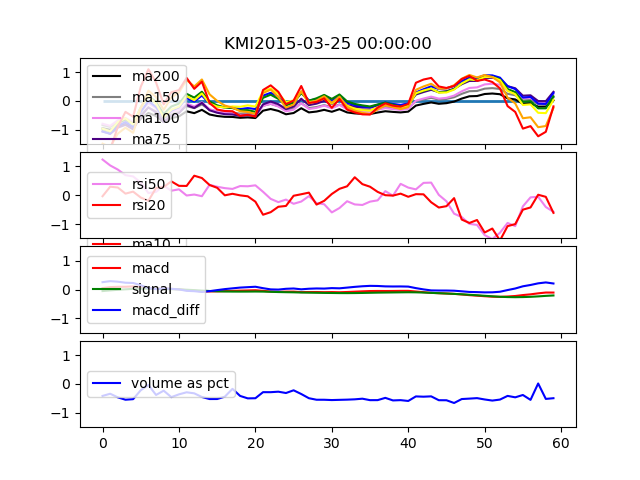 KMI2015-03-25 00:00:00
1
0
−1
ma200
ma150
ma100
ma75
1
0
−1
rsi50
rsi20
ma10
1
0
−1
macd
signal
macd_diff
1
0
−1
volume as pct
0 10 20 30 40 50 60